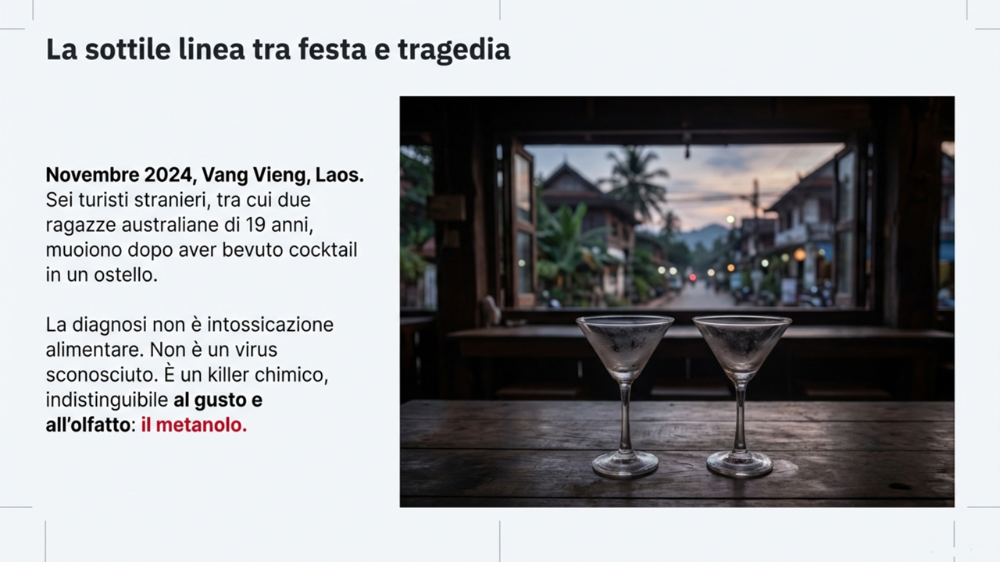 La sottile linea tra festa e tragedia
Novembre 2024, Vang Vieng, Laos.
Sei turisti stranieri, tra cui due
ragazze australiane di 19 anni,
muoiono dopo aver bevuto cocktail
in un ostello.
La diagnosi non è intossicazione
alimentare. Non è un virus
sconosciuto. È un killer chimico,
indistinguibile al gusto e
all'olfatto: il metanolo.